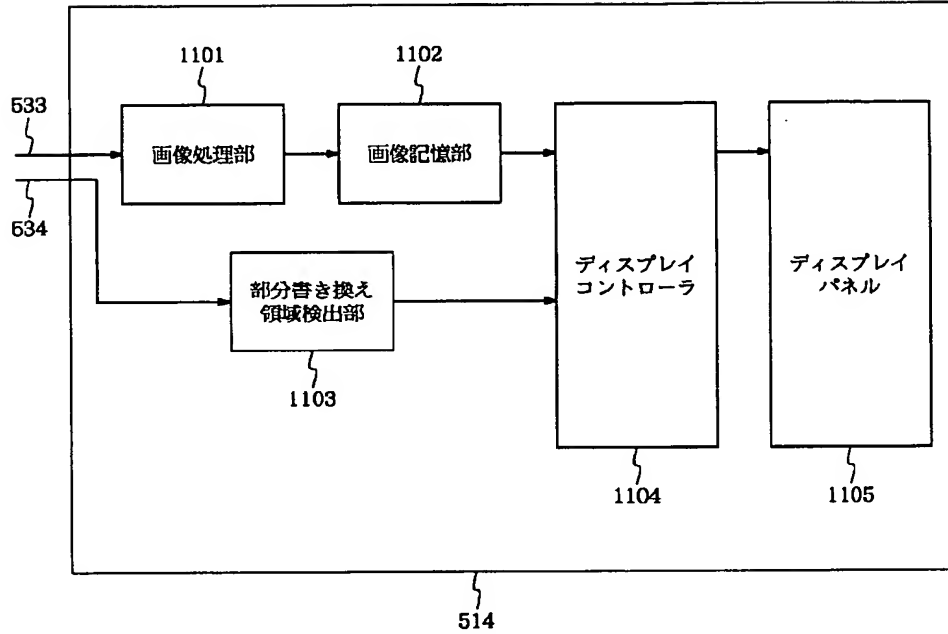 1101
1102
533
画像処理部
画像記憶部
534
ディスプレイ
コントローラ
ディスプレイ
パネル
部分書き換え
領域検出部
1103
1104
1105
514